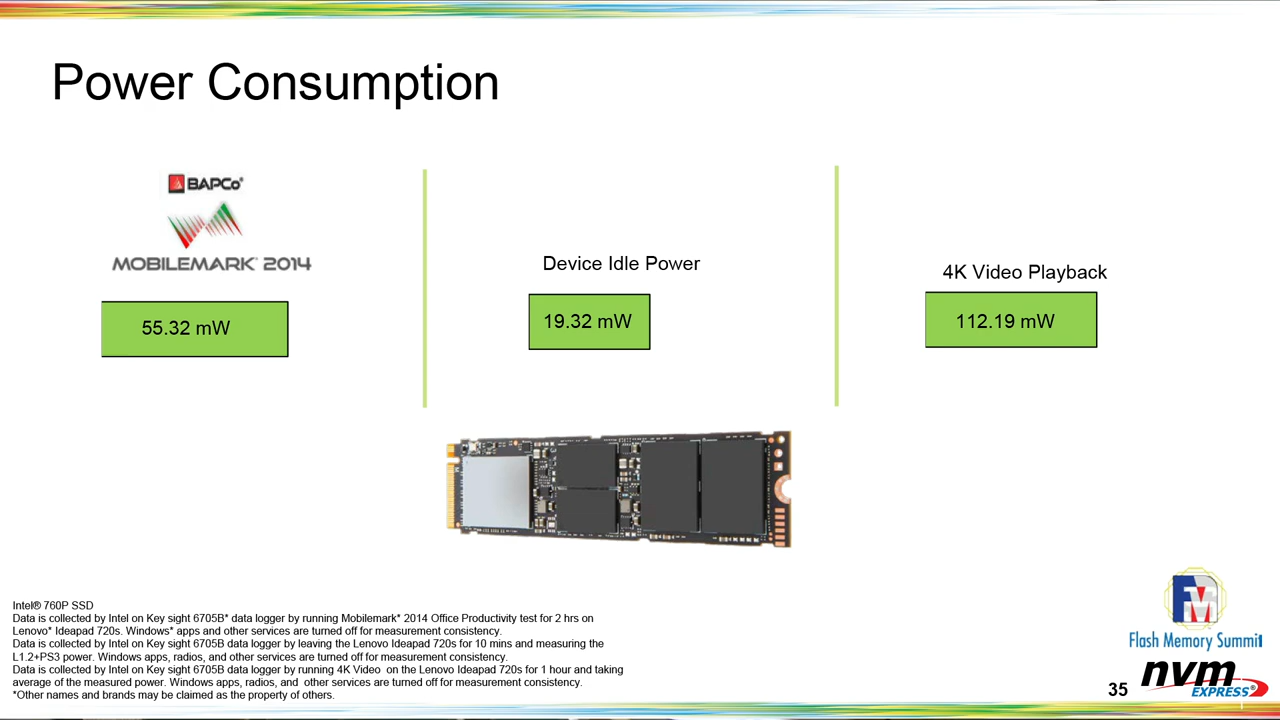 Power Consumption
BAPCo®
MOBILEMARK® 2014
55.32 mW
Device Idle Power
19.32 mW
4K Video Playback
112.19 mW
Intel® 760P SSD
Data is collected by Intel on Key sight 6705B* data logger by running Mobilemark* 2014 Office Productivity test for 2 hrs on
Lenovo* Ideapad 720s. Windows* apps and other services are turned off for measurement consistency.
Data is collected by Intel on Key sight 6705B data logger by leaving the Lenovo Ideapad 720s for 10 mins and measuring the
L1.2+PS3 power. Windows apps, radios, and other services are turned off for measurement consistency.
Data is collected by Intel on Key sight 6705B data logger by running 4K Video on the Lenovo Ideapad 720s for 1 hour and taking
average of the measured power. Windows apps, radios, and other services are turned off for measurement consistency.
*Other names and brands may be claimed as the property of others.
FM
Flash Memory Summit
nvm
EXPRESS®
35